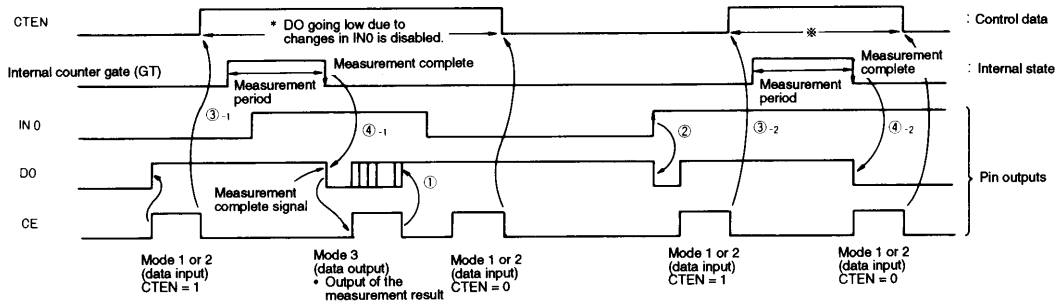 CTEN
* DO going low due to
changes in IN0 is disabled.
※
: Control data
Internal counter gate (GT)
Measurement complete
Measurement
period
Measurement
complete
Measurement
period
: Internal state
③-1
IN 0
④-1
②
③-2
④-2
DO
Measurement
complete signal
①
Pin outputs
CE
Mode 1 or 2
(data input)
CTEN = 1
Mode 3
(data output)
• Output of the
measurement result
Mode 1 or 2
(data input)
CTEN = 0
Mode 1 or 2
(data input)
CTEN = 1
Mode 1 or 2
(data input)
CTEN = 0